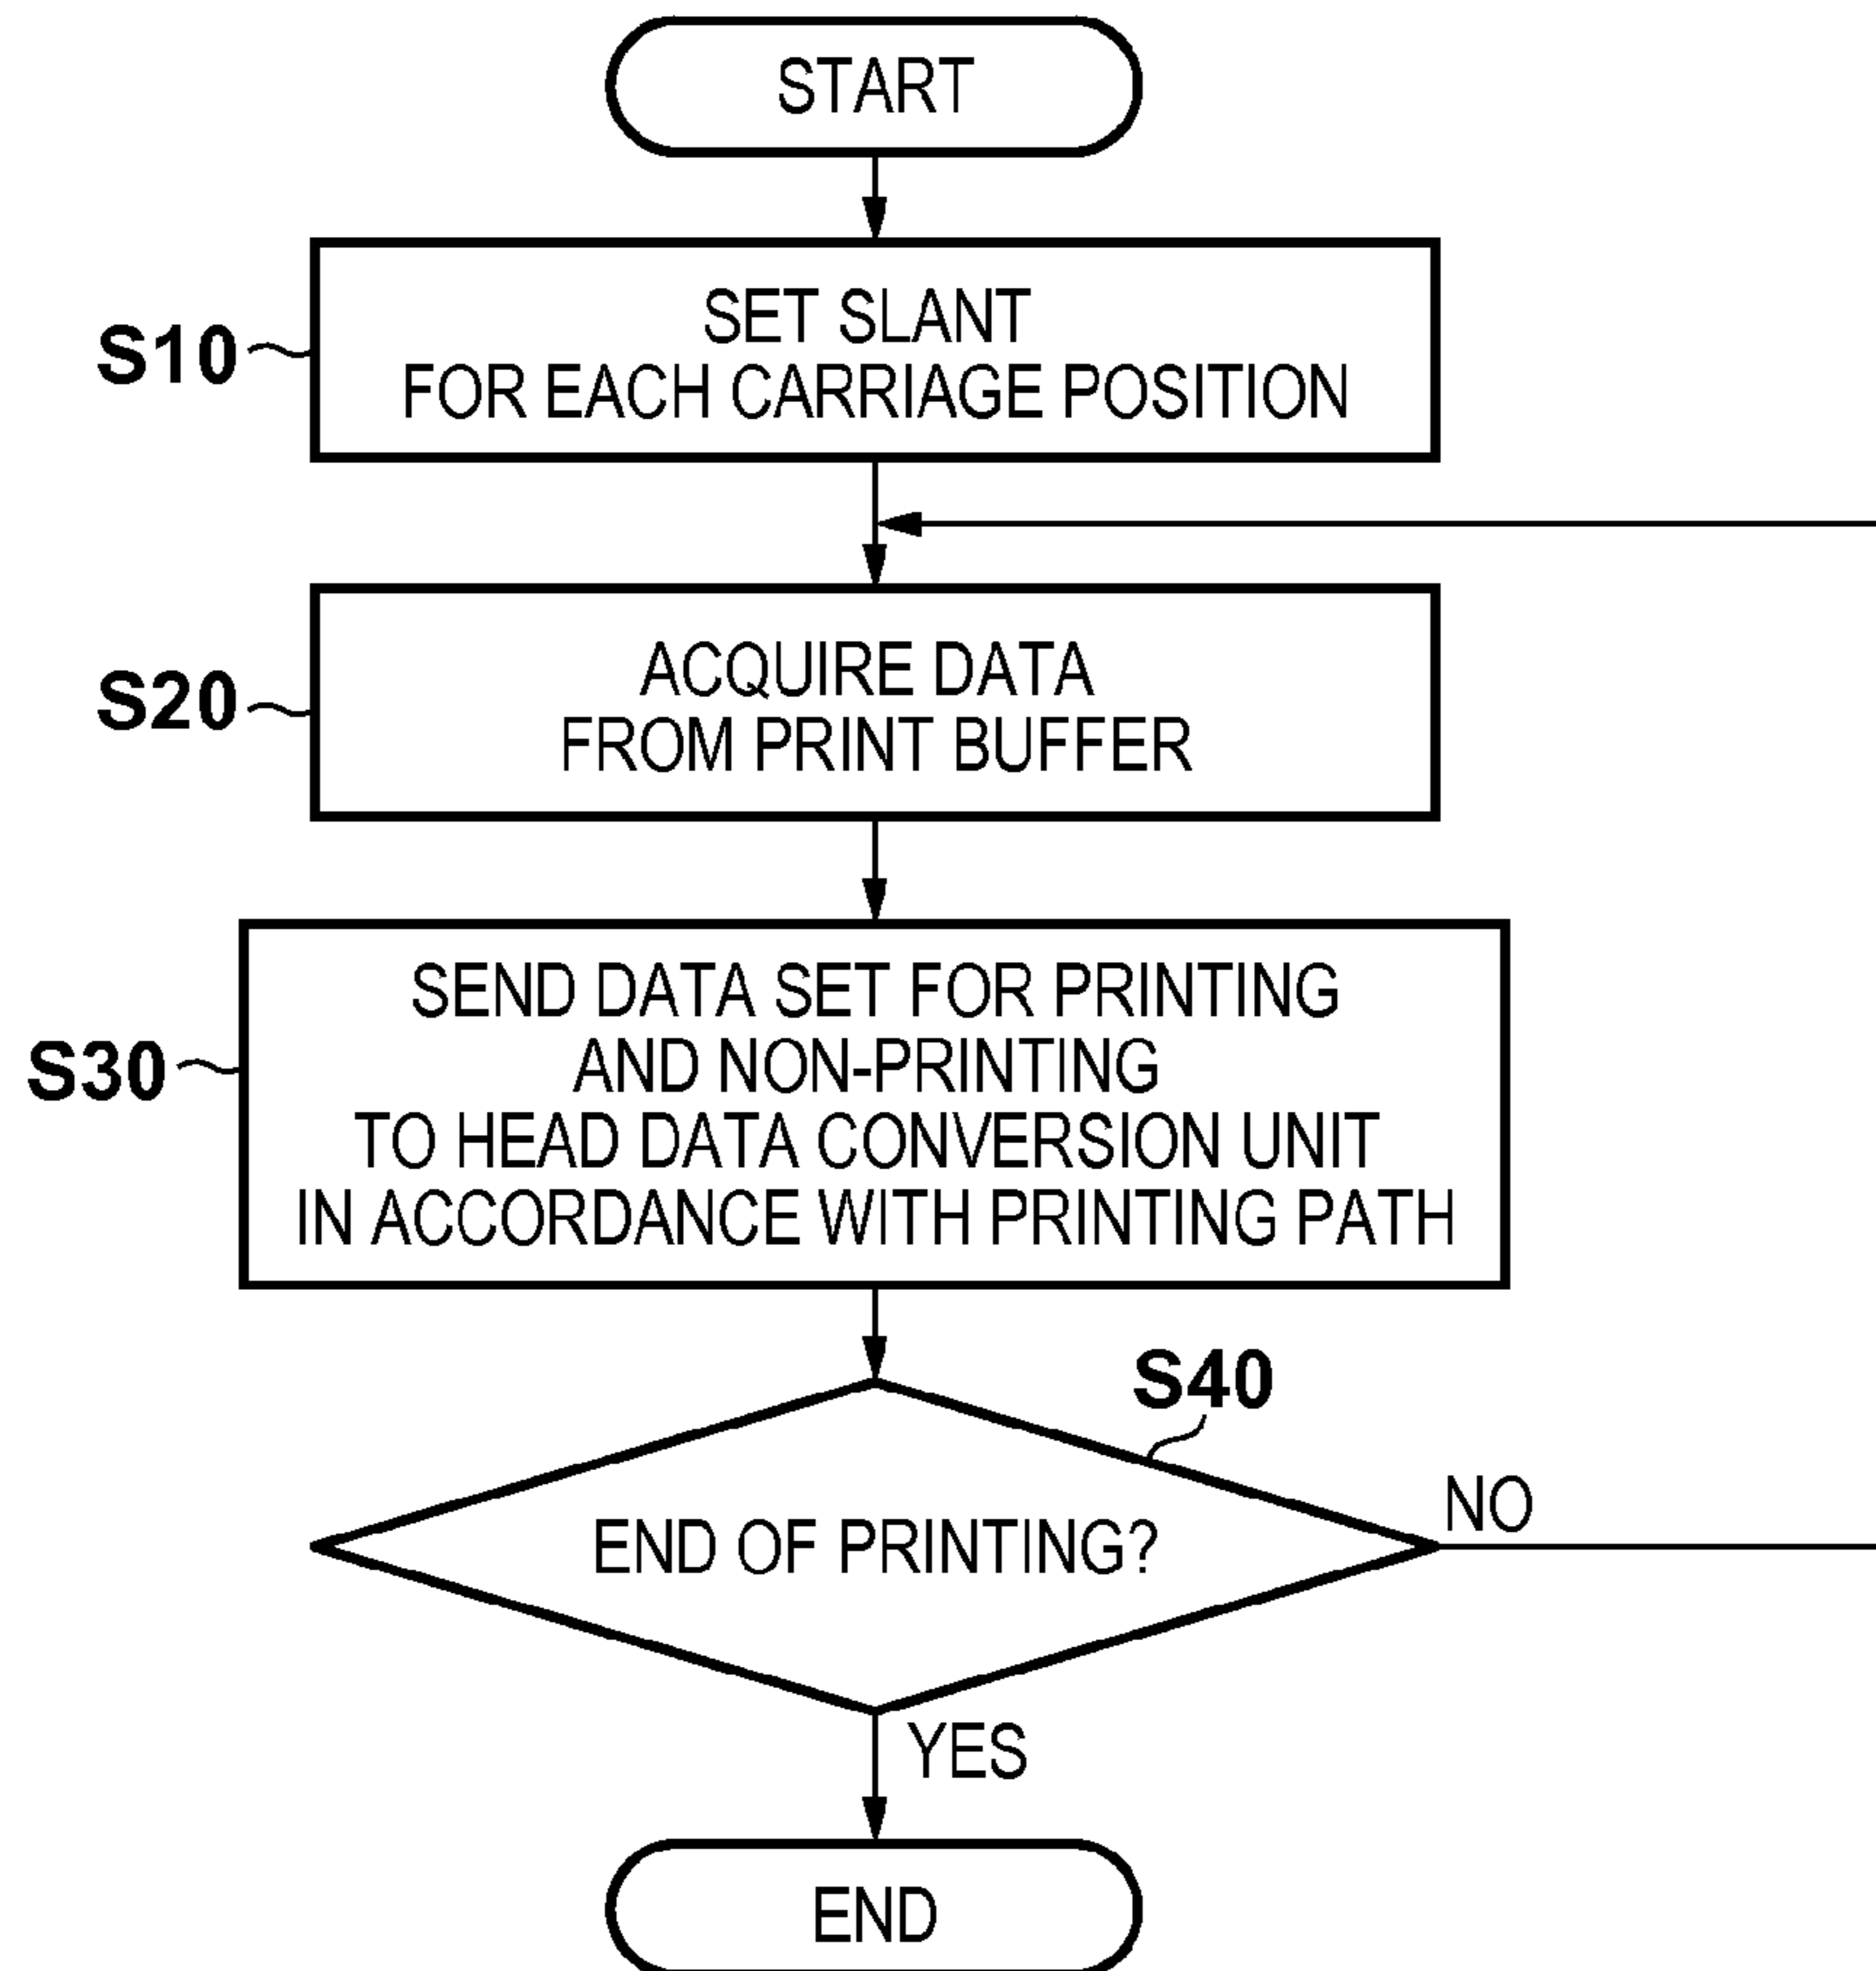 START
S10
SET SLANT
FOR EACH CARRIAGE POSITION
S20
ACQUIRE DATA
FROM PRINT BUFFER
S30
SEND DATA SET FOR PRINTING
AND NON-PRINTING
TO HEAD DATA CONVERSION UNIT
IN ACCORDANCE WITH PRINTING PATH
S40
END OF PRINTING?
NO
YES
END